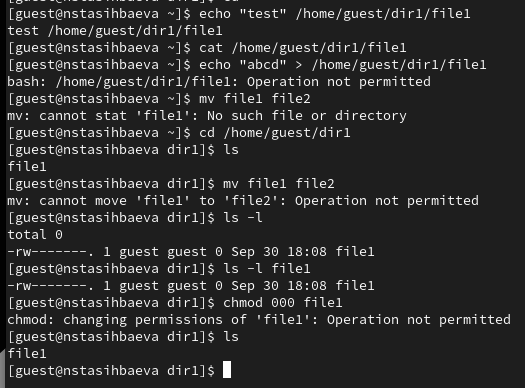 [guest@nstasihbaeva ~]$ echo "test" /home/guest/dir1/file1
test /home/guest/dir1/file1
[guest@nstasihbaeva ~]$ cat /home/guest/dir1/file1
[guest@nstasihbaeva ~]$ echo "abcd" > /home/guest/dir1/file1
bash: /home/guest/dir1/file1: Operation not permitted
[guest@nstasihbaeva ~]$ mv file1 file2
mv: cannot stat 'file1': No such file or directory
[guest@nstasihbaeva ~]$ cd /home/guest/dir1
[guest@nstasihbaeva dir1]$ ls
file1
[guest@nstasihbaeva dir1]$ mv file1 file2
mv: cannot move 'file1' to 'file2': Operation not permitted
[guest@nstasihbaeva dir1]$ ls -l
total 0
-rw-------. 1 guest guest 0 Sep 30 18:08 file1
[guest@nstasihbaeva dir1]$ ls -l file1
-rw-------. 1 guest guest 0 Sep 30 18:08 file1
[guest@nstasihbaeva dir1]$ chmod 000 file1
chmod: changing permissions of 'file1': Operation not permitted
[guest@nstasihbaeva dir1]$ ls
file1
[guest@nstasihbaeva dir1]$